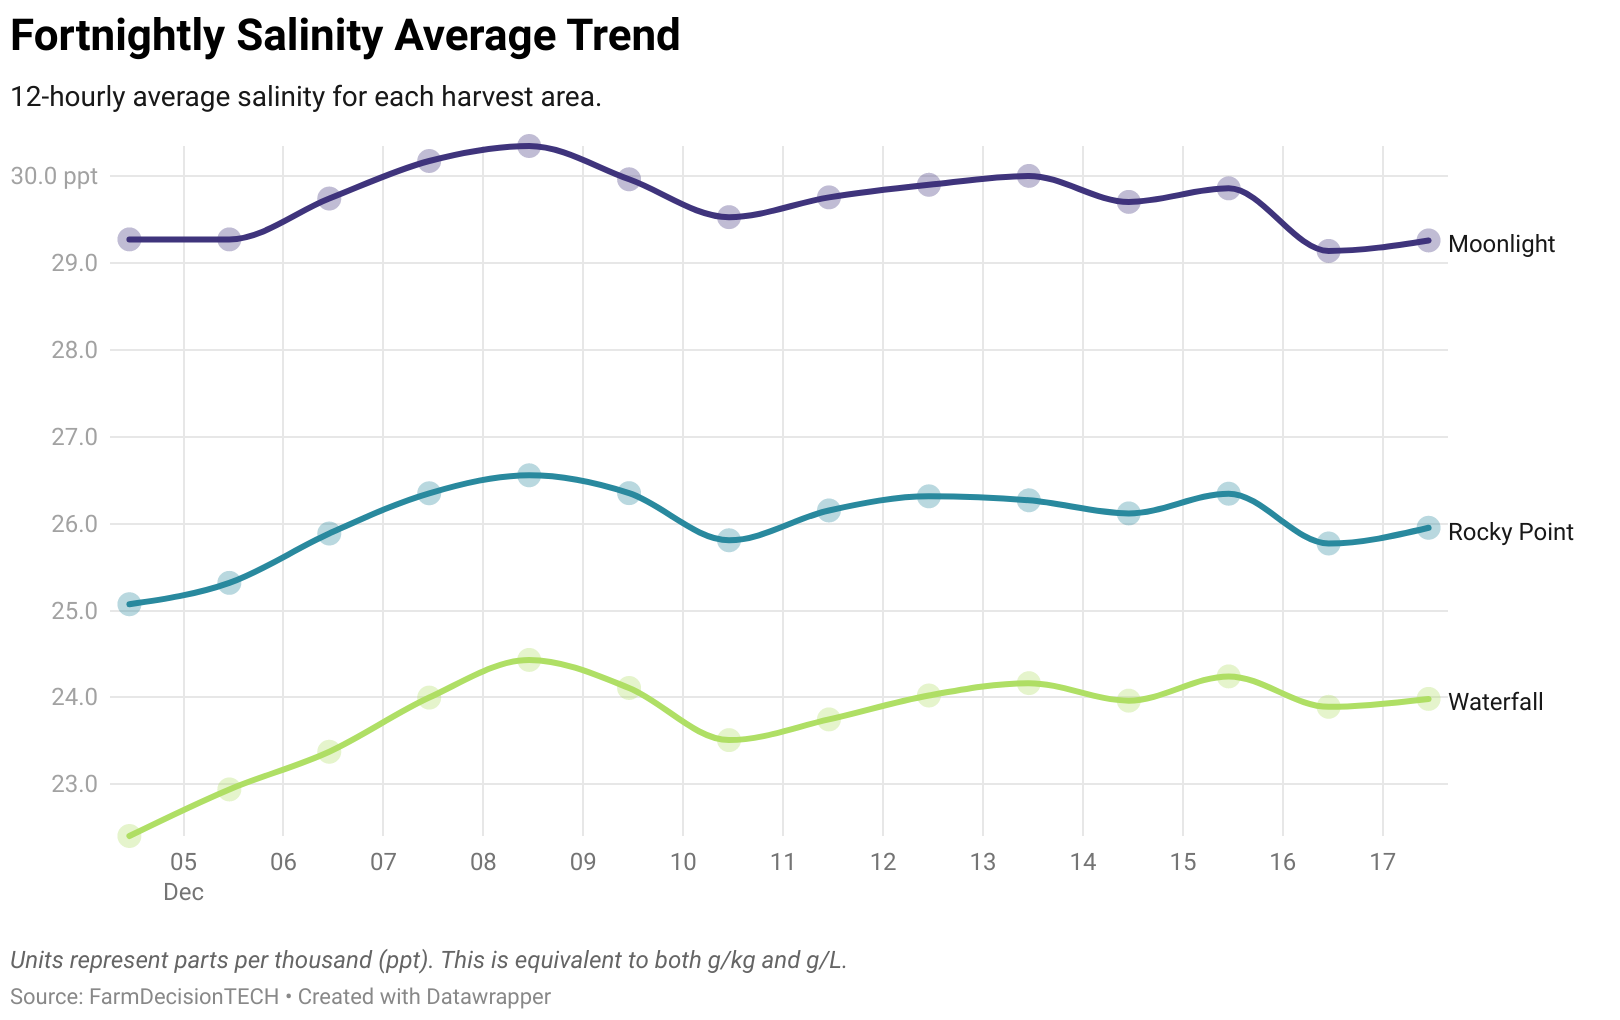 Fortnightly Salinity Average Trend
12-hourly average salinity for each harvest area.
30.0 ppt
29.0
Moonlight
28.0
27.0
26.0
Rocky Point
25.0
24.0
Waterfall
23.0
05 06 07 08 09 10 11 12 13 14 15 16 17
Dec
Units represent parts per thousand (ppt). This is equivalent to both g/kg and g/L.
Source: FarmDecisionTECH • Created with Datawrapper